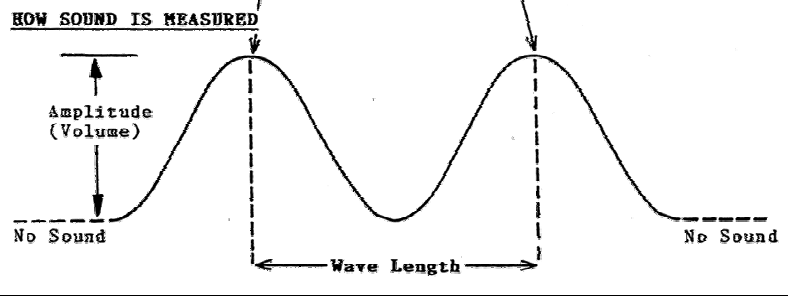 HOW SOUND IS MEASURED
Amplitude
(Volume)
No Sound
No Sound
Wave Length